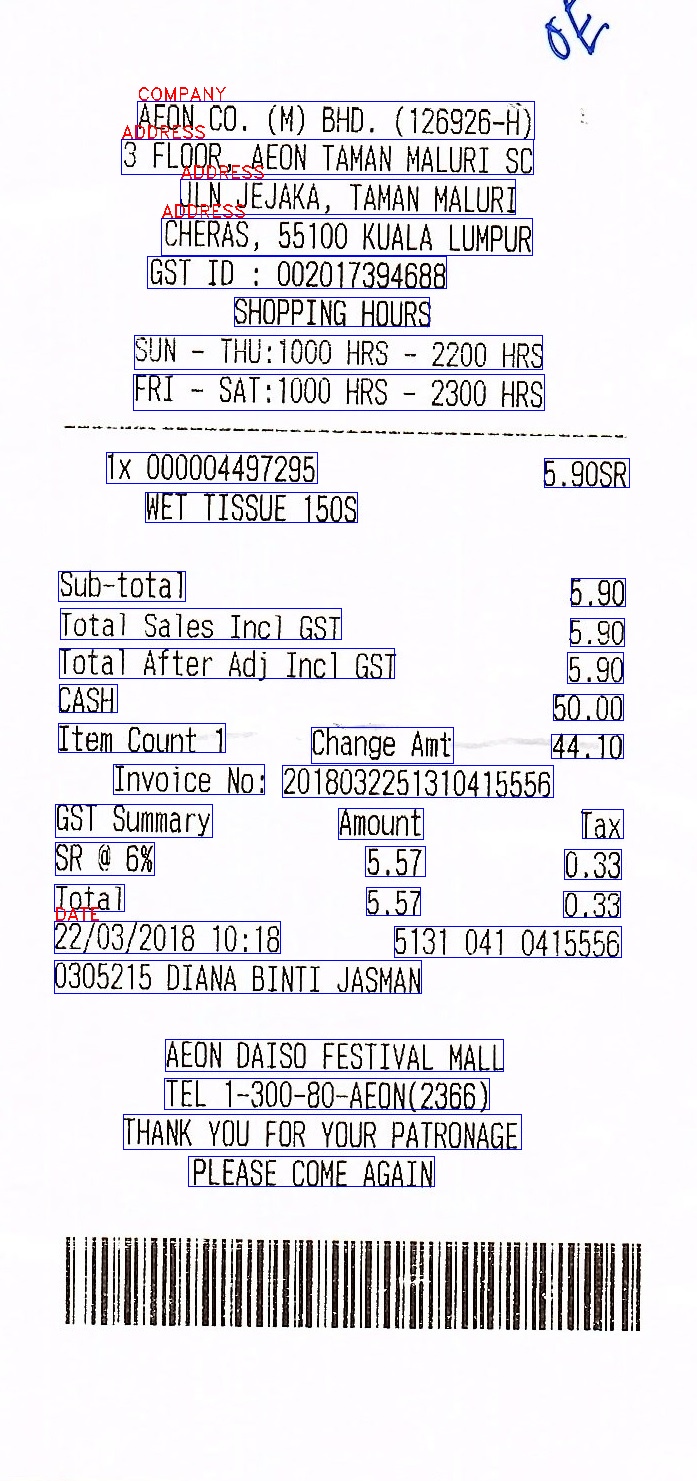 OE
COMPANY
AEON CO. (M) BHD. (126926-H)
ADDRESS
3 FLOOR, AEON TAMAN MALURI SC
ADDRESS
JLN JEJAKA, TAMAN MALURI
ADDRESS
CHERAS, 55100 KUALA LUMPUR
GST ID : 002017394688
SHOPPING HOURS
SUN - THU:1000 HRS - 2200 HRS
FRI - SAT:1000 HRS - 2300 HRS
1x 000004497295 5.90SR
WET TISSUE 150S
Sub-total 5.90
Total Sales Incl GST 5.90
Total After Adj Incl GST 5.90
CASH 50.00
Item Count 1 Change Amt 44.10
Invoice No: 2018032251310415556
GST Summary Amount Tax
SR @ 6% 5.57 0.33
Total 5.57 0.33
DATE
22/03/2018 10:18 5131 041 0415556
0305215 DIANA BINTI JASMAN
AEON DAISO FESTIVAL MALL
TEL 1-300-80-AEON(2366)
THANK YOU FOR YOUR PATRONAGE
PLEASE COME AGAIN